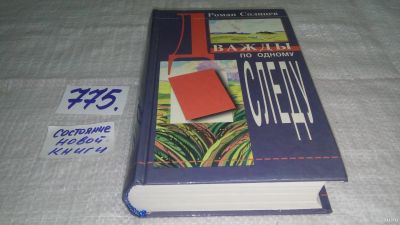 Роман Солнцев
ДВАЖДЫ
ПО ОДНОМУ
СЛЕДУ
775.
СОСТОЯНИЕ
НОВОЙ
КНИГИ